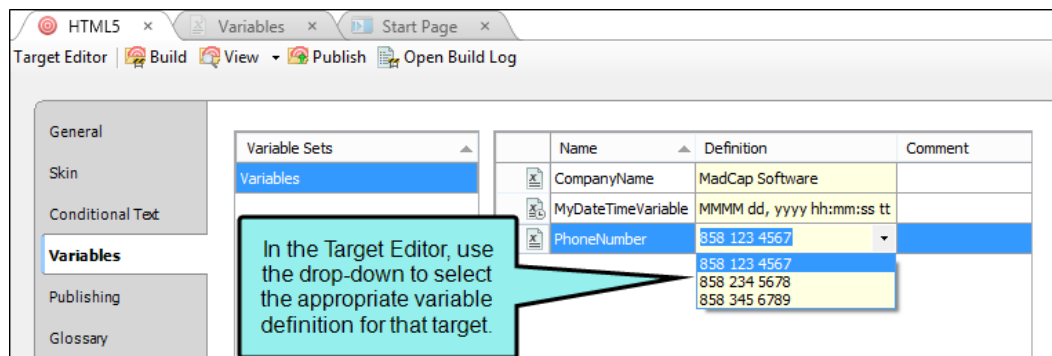 HTML5 × Variables × Start Page ×
Target Editor Build View Publish Open Build Log
General
Skin
Conditional Text
Variables
Publishing
Glossary
Variable Sets
Variables
Name Definition Comment
CompanyName MadCap Software
MyDateTimeVariable MMMM dd, yyyy hh:mm:ss tt
PhoneNumber 858 123 4567
858 123 4567
858 234 5678
858 345 6789
In the Target Editor, use
the drop-down to select
the appropriate variable
definition for that target.